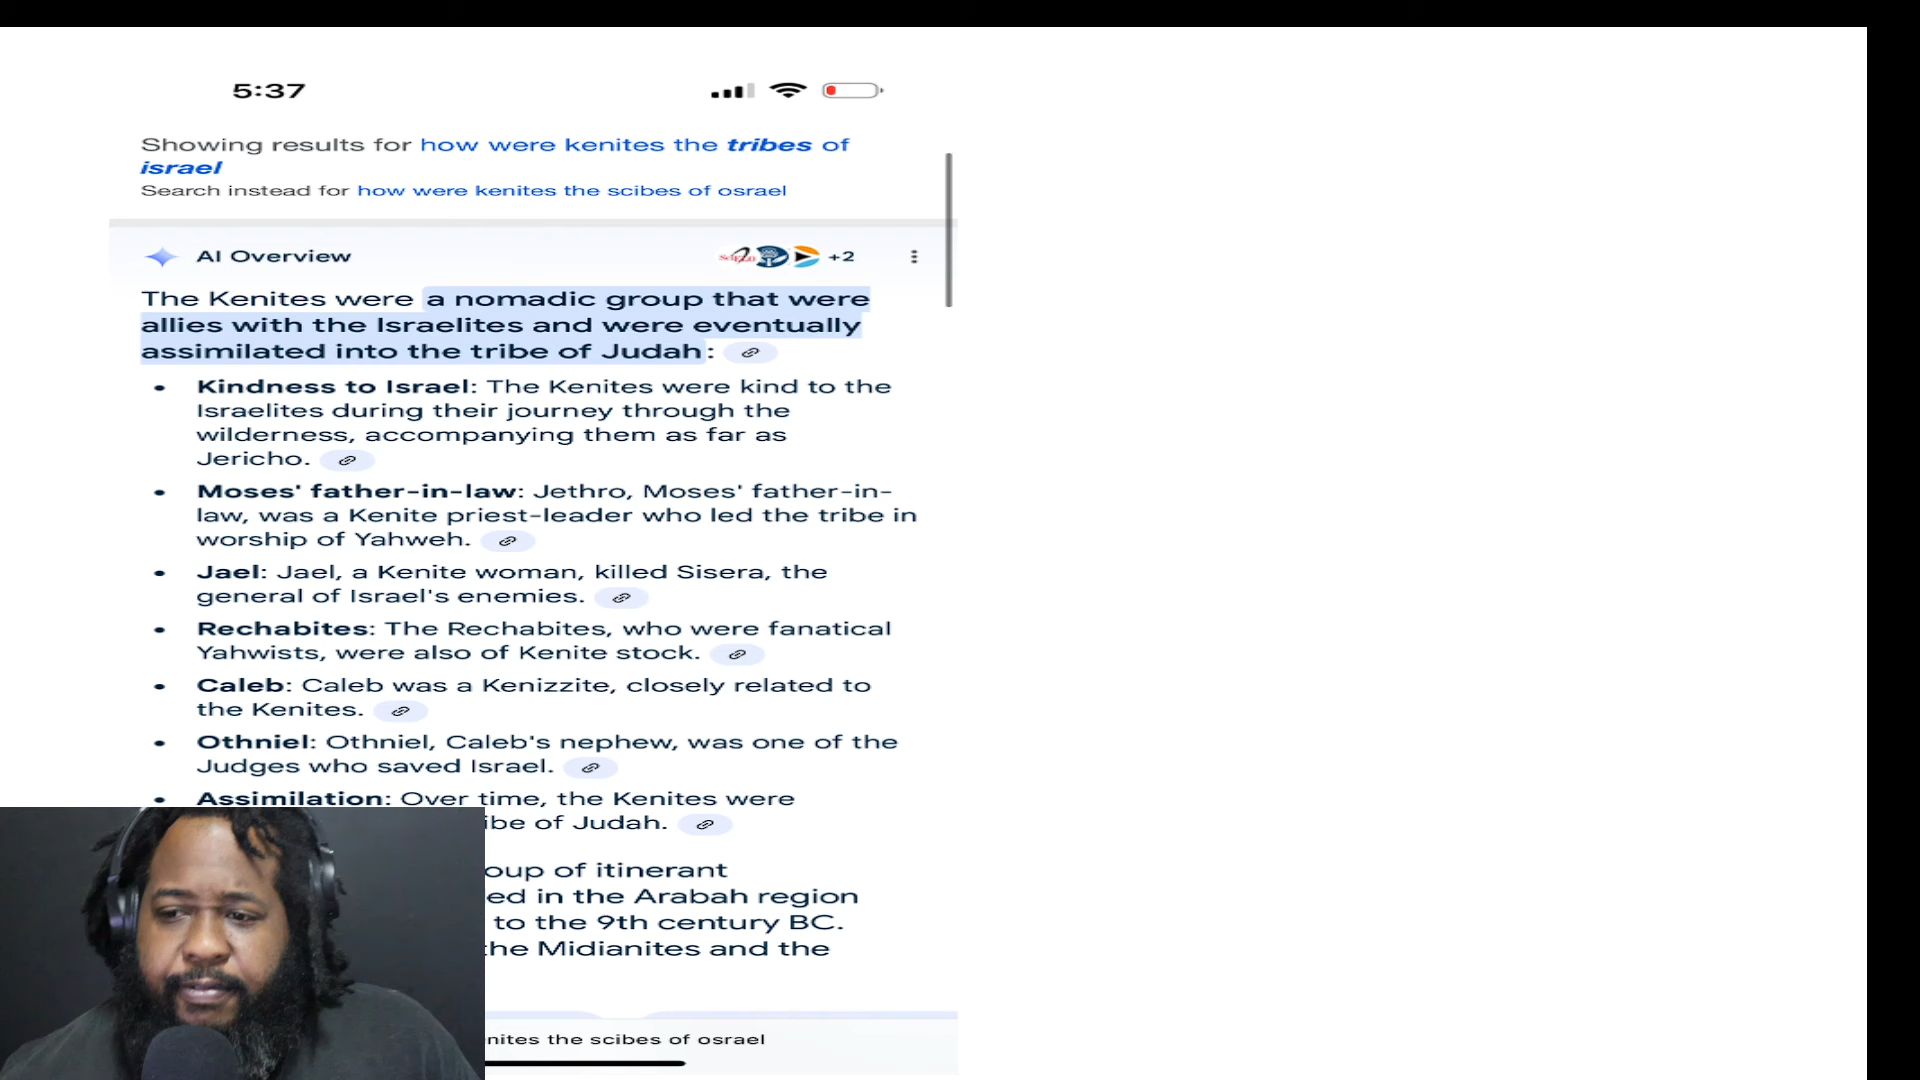 5:37
Showing results for how were kenites the tribes of
israel
Search instead for how were kenites the scibes of osrael
AI Overview
+2
The Kenites were a nomadic group that were
allies with the Israelites and were eventually
assimilated into the tribe of Judah:
• Kindness to Israel: The Kenites were kind to the
Israelites during their journey through the
wilderness, accompanying them as far as
Jericho.
• Moses' father-in-law: Jethro, Moses' father-in-
law, was a Kenite priest-leader who led the tribe in
worship of Yahweh.
• Jael: Jael, a Kenite woman, killed Sisera, the
general of Israel's enemies.
• Rechabites: The Rechabites, who were fanatical
Yahwists, were also of Kenite stock.
• Caleb: Caleb was a Kenizzite, closely related to
the Kenites.
• Othniel: Othniel, Caleb's nephew, was one of the
Judges who saved Israel.
• Assimilation: Over time, the Kenites were
ibe of Judah.
oup of itinerant
ed in the Arabah region
to the 9th century BC.
the Midianites and the
nites the scibes of osrael